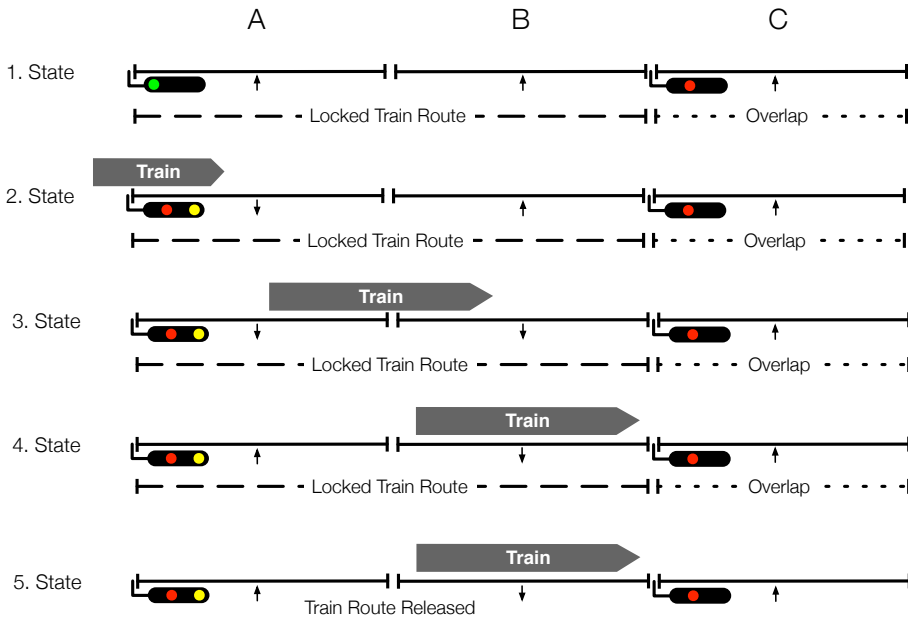 A B C
1. State
Locked Train Route Overlap
Train
2. State
Locked Train Route Overlap
Train
3. State
Locked Train Route Overlap
Train
4. State
Locked Train Route Overlap
Train
5. State
Train Route Released